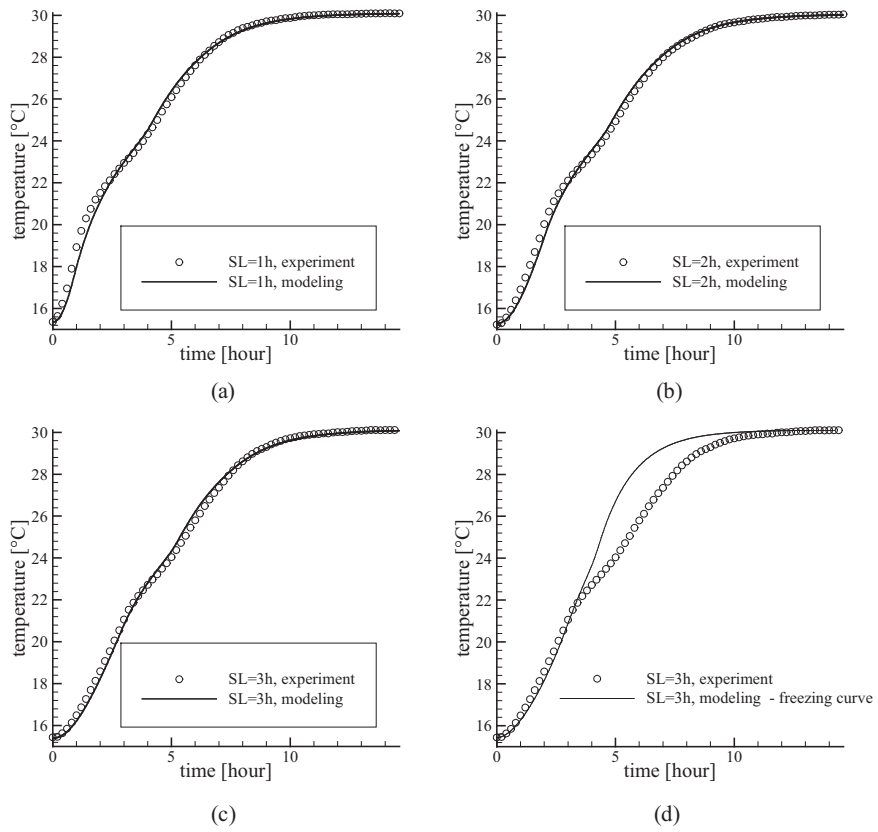 30
28
26
24
22
20
18
16
temperature [°C]
SL=1h, experiment
SL=1h, modeling
0
5
10
time [hour]
(a)
30
28
26
24
22
20
18
16
temperature [°C]
SL=2h, experiment
SL=2h, modeling
0
5
10
time [hour]
(b)
30
28
26
24
22
20
18
16
temperature [°C]
SL=3h, experiment
SL=3h, modeling
0
5
10
time [hour]
(c)
30
28
26
24
22
20
18
16
temperature [°C]
SL=3h, experiment
SL=3h, modeling - freezing curve
0
5
10
time [hour]
(d)